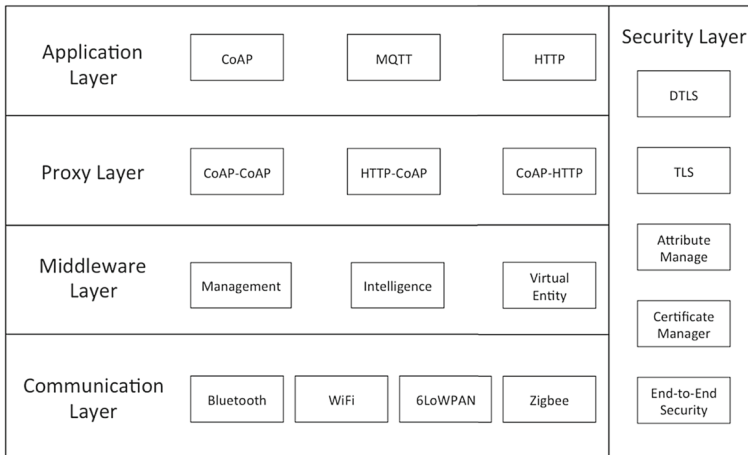 Application
Layer
CoAP
MQTT
HTTP
Proxy Layer
CoAP-CoAP
HTTP-CoAP
CoAP-HTTP
Middleware
Layer
Management
Intelligence
Virtual
Entity
Communication
Layer
Bluetooth
WiFi
6LoWPAN
Zigbee
Security Layer
DTLS
TLS
Attribute
Manage
Certificate
Manager
End-to-End
Security